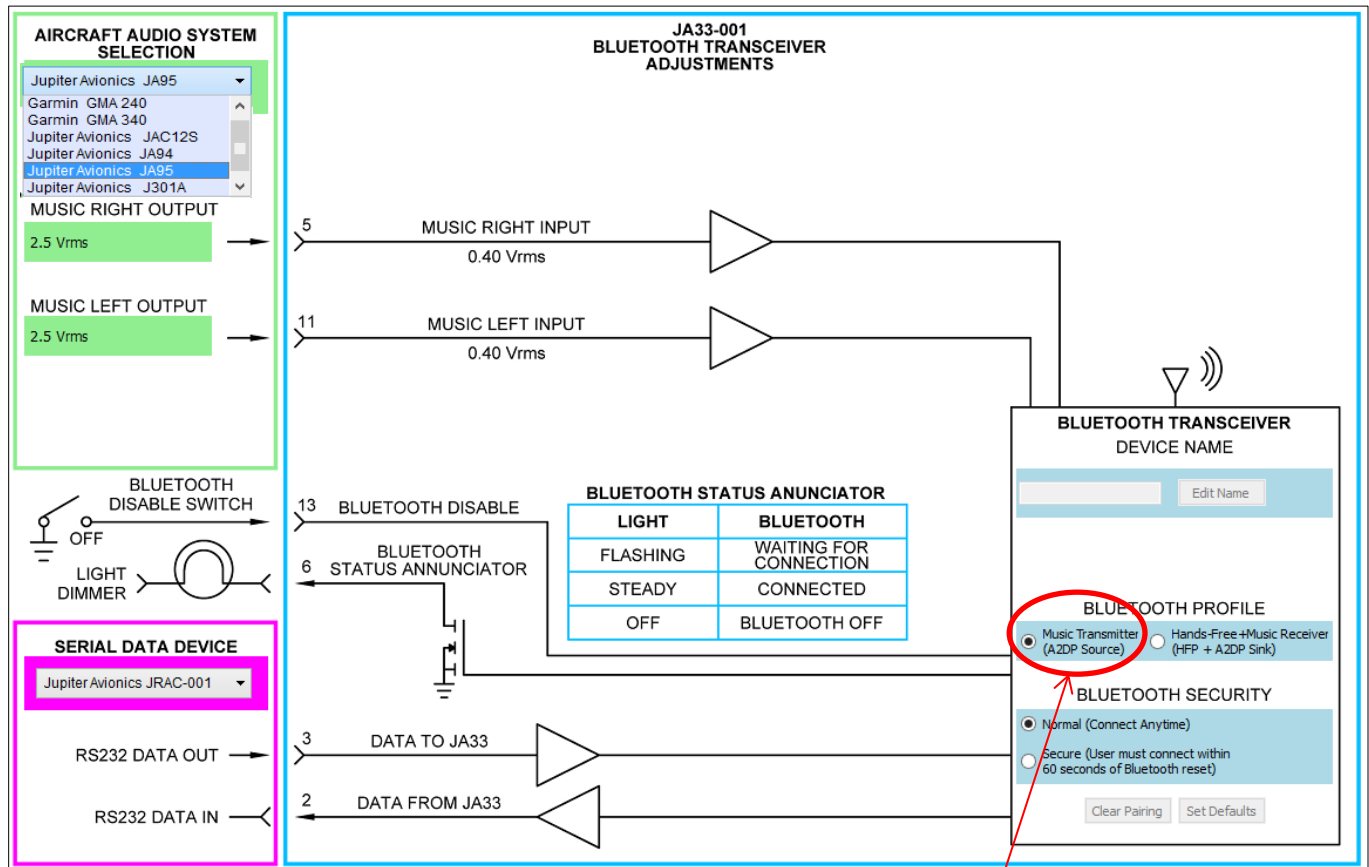 AIRCRAFT AUDIO SYSTEM
SELECTION
Jupiter Avionics JA95
Garmin GMA 240
Garmin GMA 340
Jupiter Avionics JAC12S
Jupiter Avionics JA94
Jupiter Avionics JA95
Jupiter Avionics J301A
MUSIC RIGHT OUTPUT
2.5 Vrms
MUSIC LEFT OUTPUT
2.5 Vrms
BLUETOOTH
DISABLE SWITCH
OFF
LIGHT
DIMMER
SERIAL DATA DEVICE
Jupiter Avionics JRAC-001
RS232 DATA OUT
RS232 DATA IN
JA33-001
BLUETOOTH TRANSCEIVER
ADJUSTMENTS
5
MUSIC RIGHT INPUT
0.40 Vrms
11
MUSIC LEFT INPUT
0.40 Vrms
13
BLUETOOTH DISABLE
6
BLUETOOTH
STATUS ANNUNCIATOR
BLUETOOTH STATUS ANUNCIATOR
LIGHT BLUETOOTH
FLASHING WAITING FOR
CONNECTION
STEADY CONNECTED
OFF BLUETOOTH OFF
3
DATA TO JA33
2
DATA FROM JA33
BLUETOOTH TRANSCEIVER
DEVICE NAME
Edit Name
BLUETOOTH PROFILE
Music Transmitter
(A2DP Source)
Hands-Free+Music Receiver
(HFP + A2DP Sink)
BLUETOOTH SECURITY
Normal (Connect Anytime)
Secure (User must connect within
60 seconds of Bluetooth reset)
Clear Pairing Set Defaults